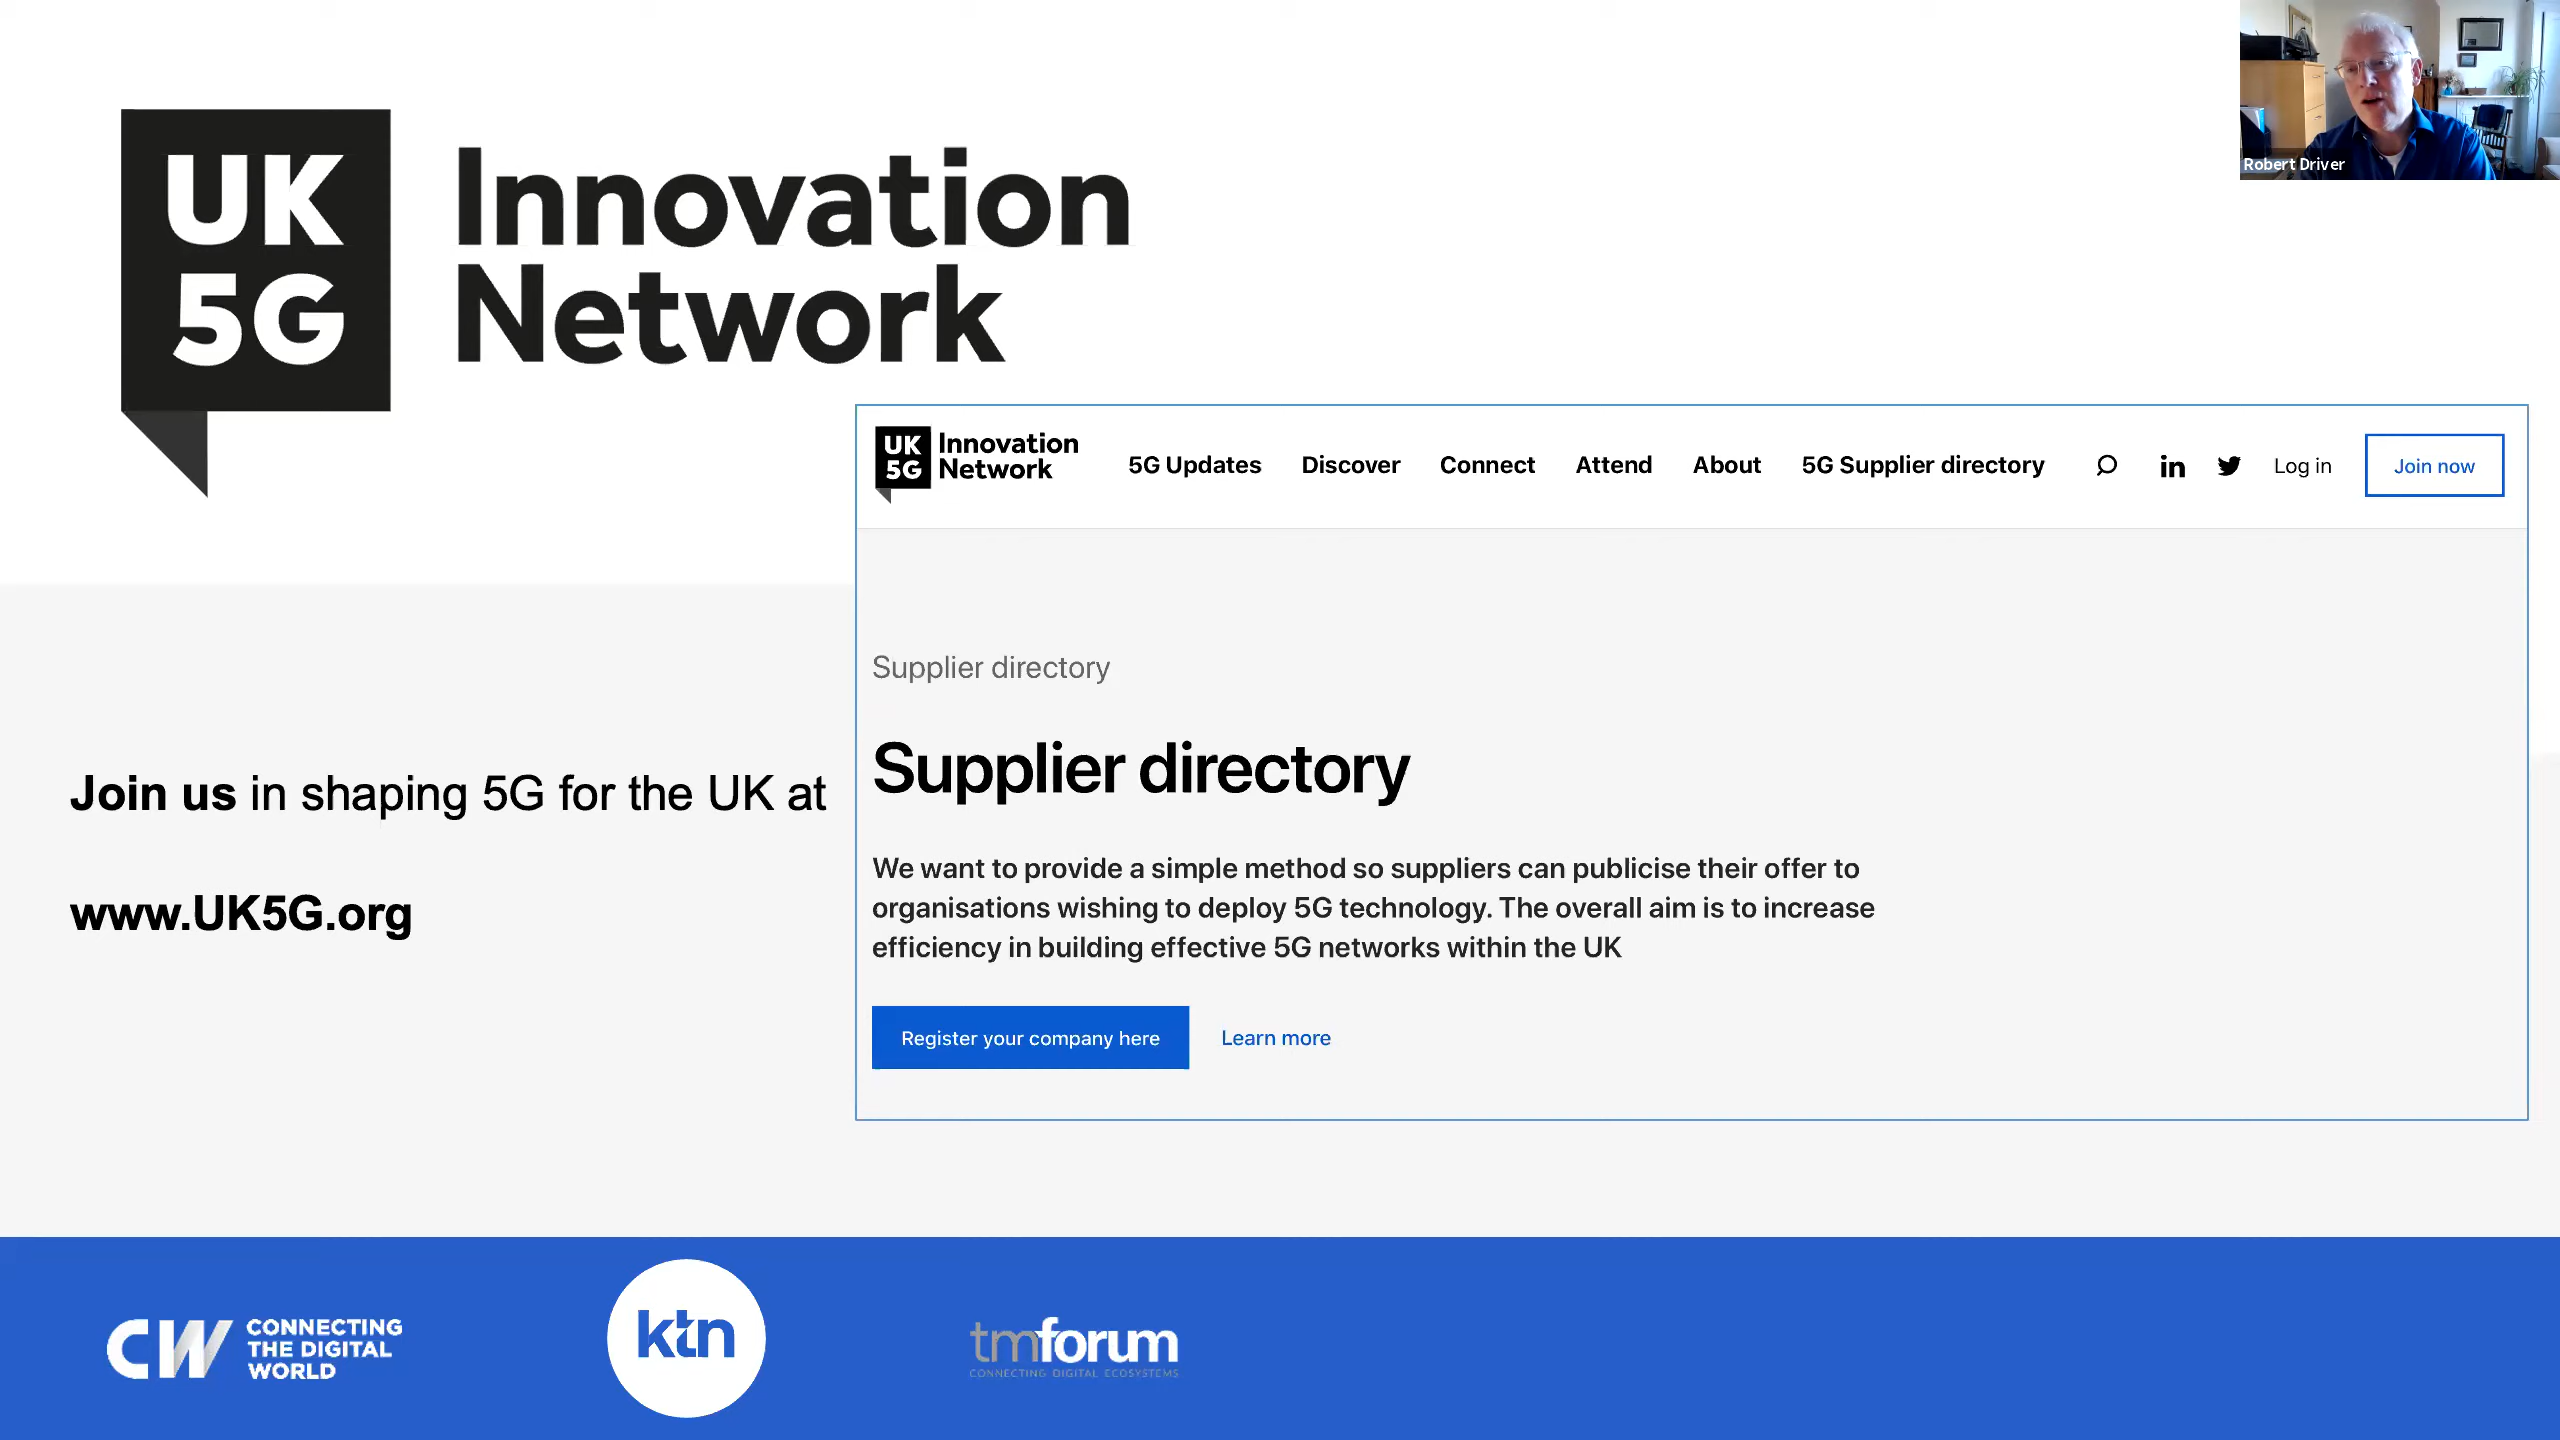 UK
5G
Innovation
Network
Robert Driver
UK
5G
Innovation
Network
5G Updates
Discover
Connect
Attend
About
5G Supplier directory
in
Log in
Join now
Supplier directory
Supplier directory
We want to provide a simple method so suppliers can publicise their offer to
organisations wishing to deploy 5G technology. The overall aim is to increase
efficiency in building effective 5G networks within the UK
Register your company here
Learn more
Join us in shaping 5G for the UK at
www.UK5G.org
CW
CONNECTING
THE DIGITAL
WORLD
ktn
tmforum
CONNECTING DIGITAL ECOSYSTEMS